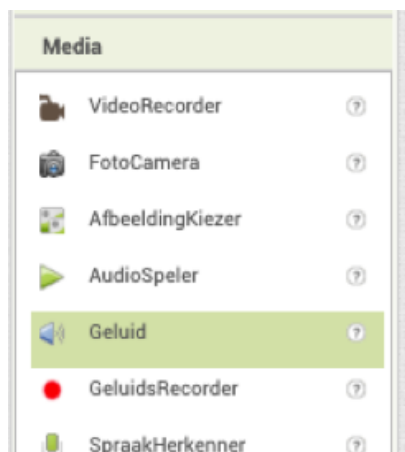 Media
VideoRecorder ?
FotoCamera ?
AfbeeldingKiezer ?
AudioSpeler ?
Geluid ?
GeluidsRecorder ?
SpraakHerkenner ?